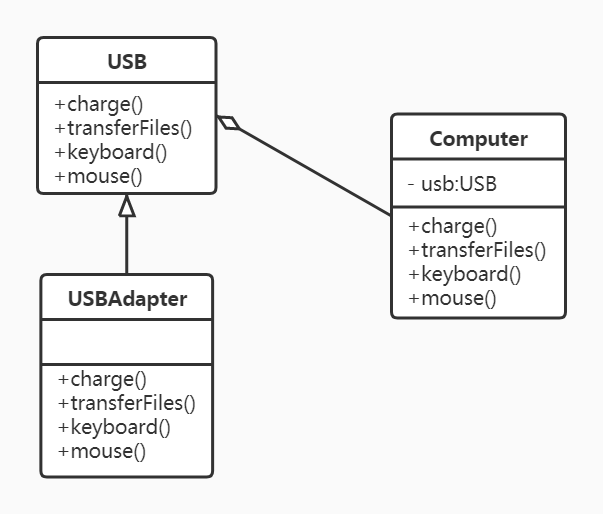 USB
+charge()
+transferFiles()
+keyboard()
+mouse()
Computer
- usb:USB
+charge()
+transferFiles()
+keyboard()
+mouse()
USBAdapter
+charge()
+transferFiles()
+keyboard()
+mouse()